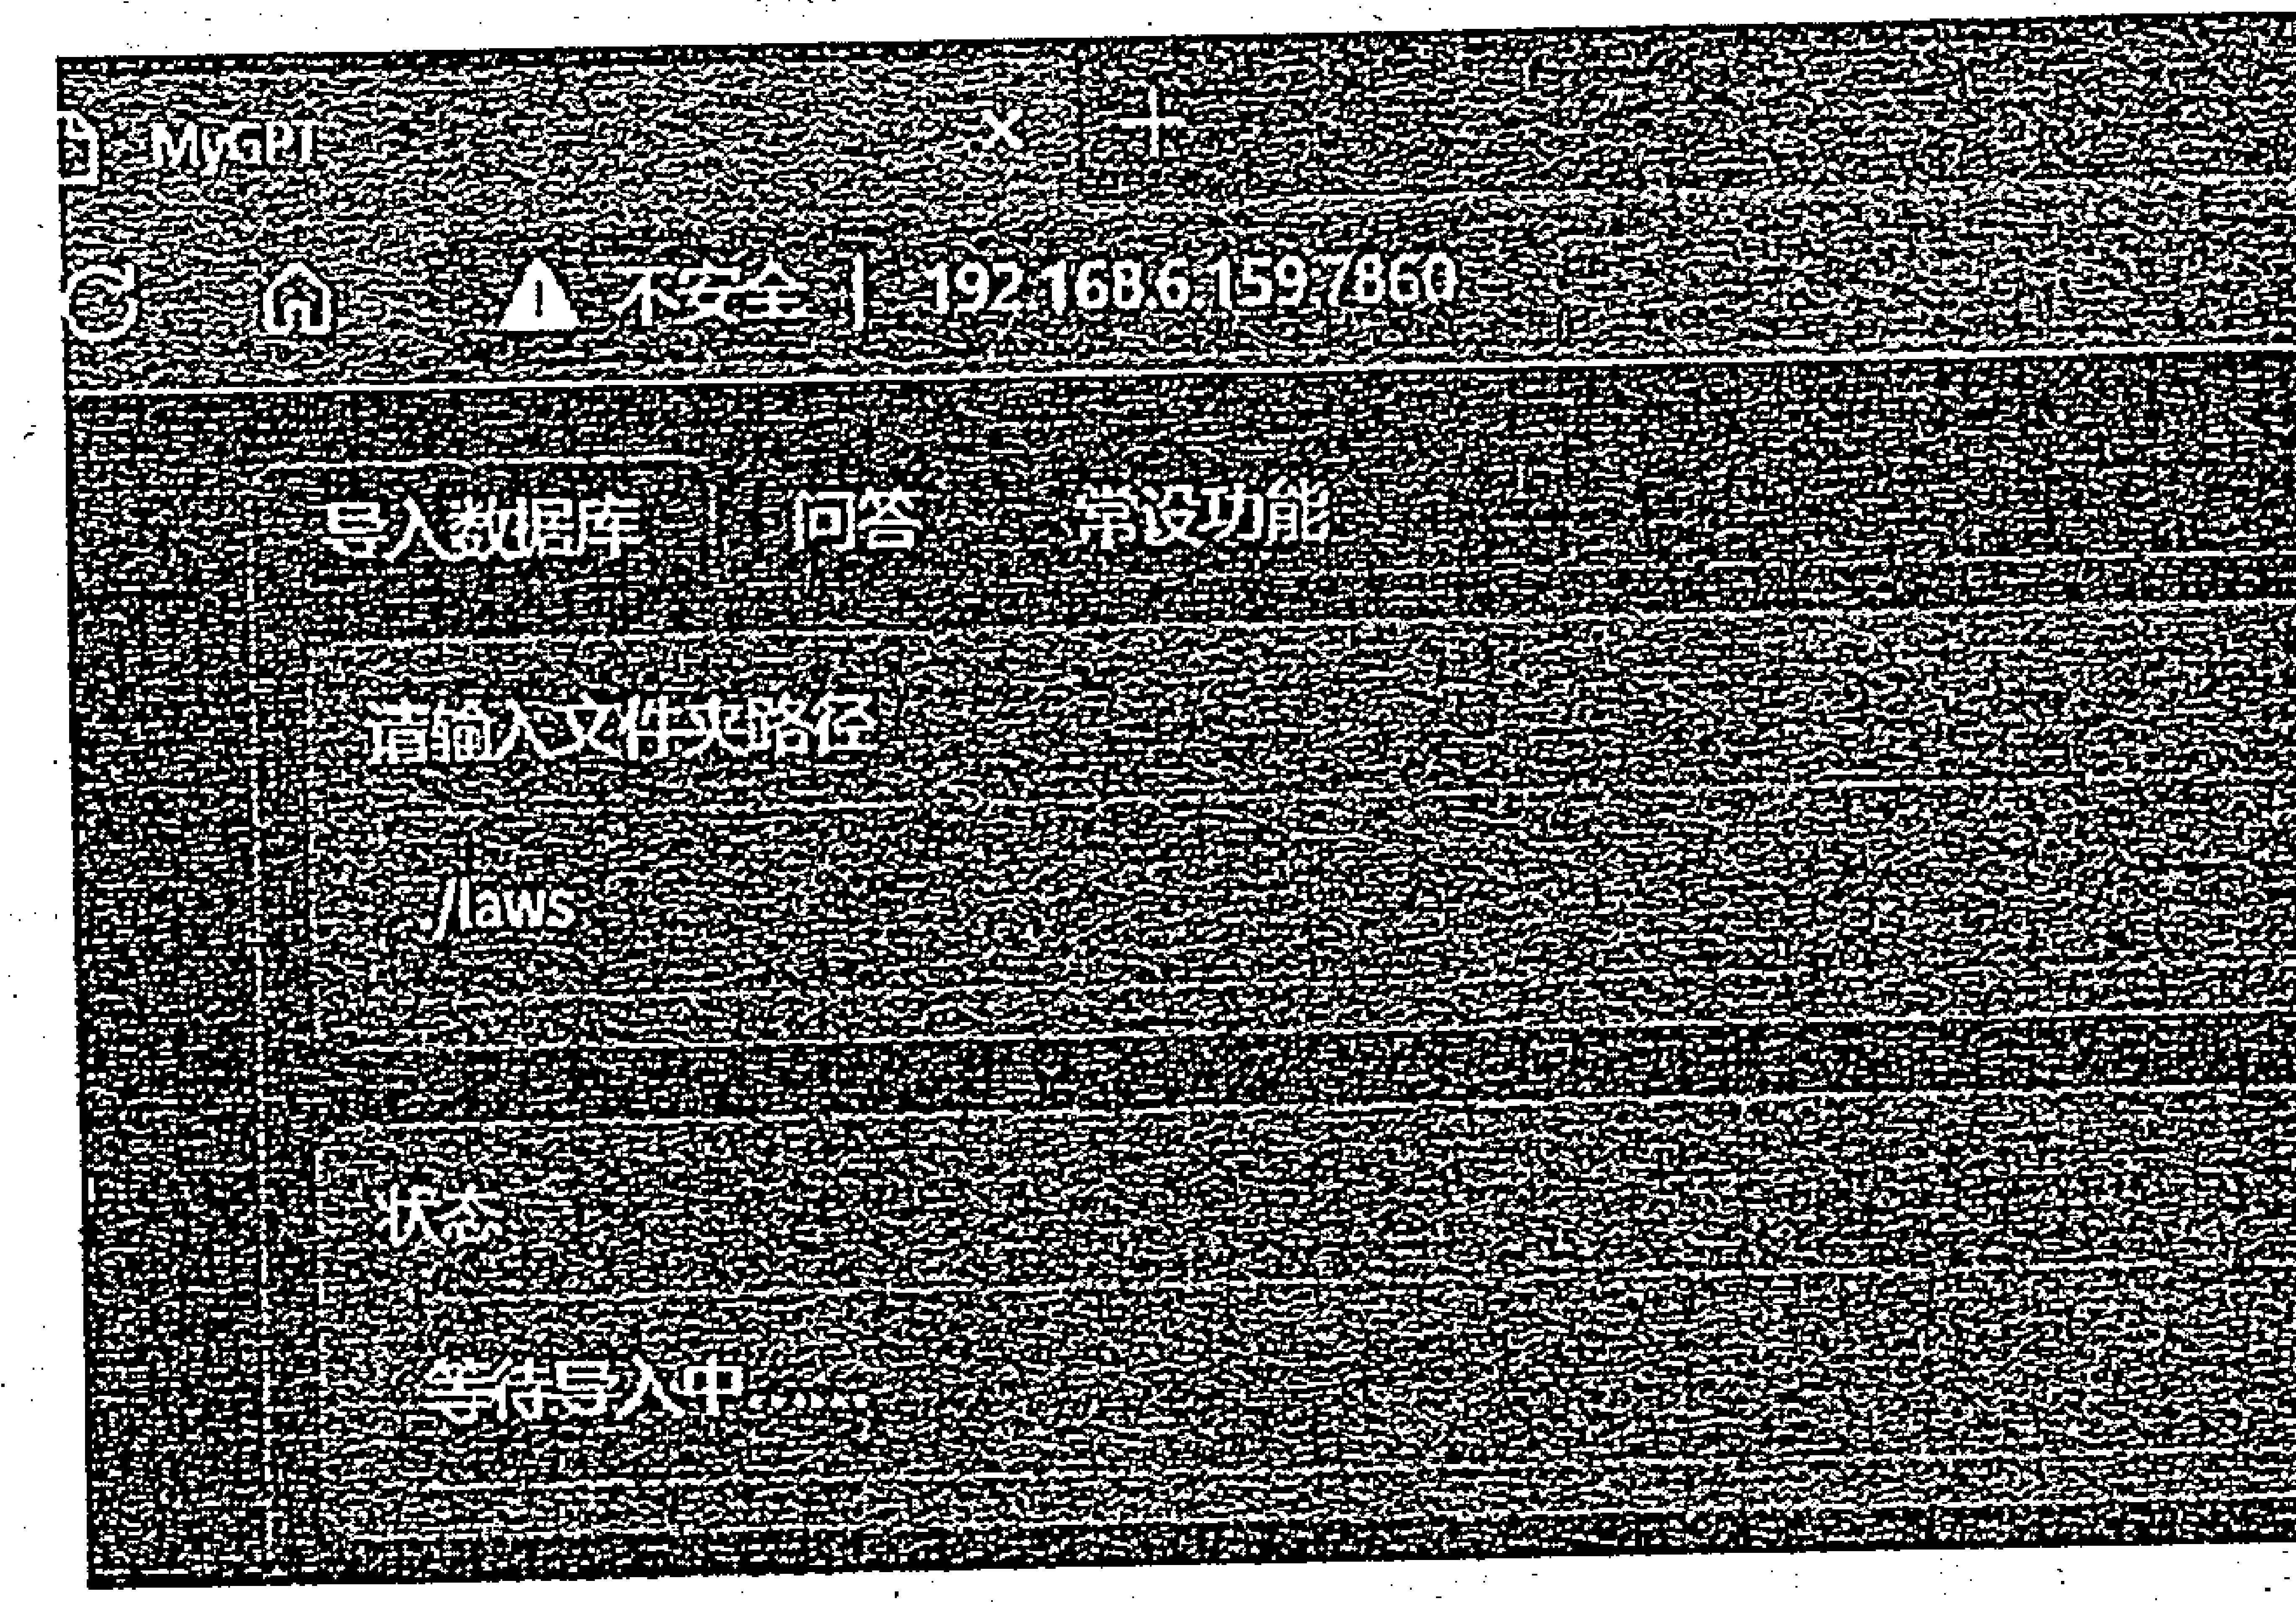 MyGPT
不安全 | 192.168.6.159:7860
导入数据库 问答 常设功能
请输入文件夹路径
./laws
状态
等待导入中......